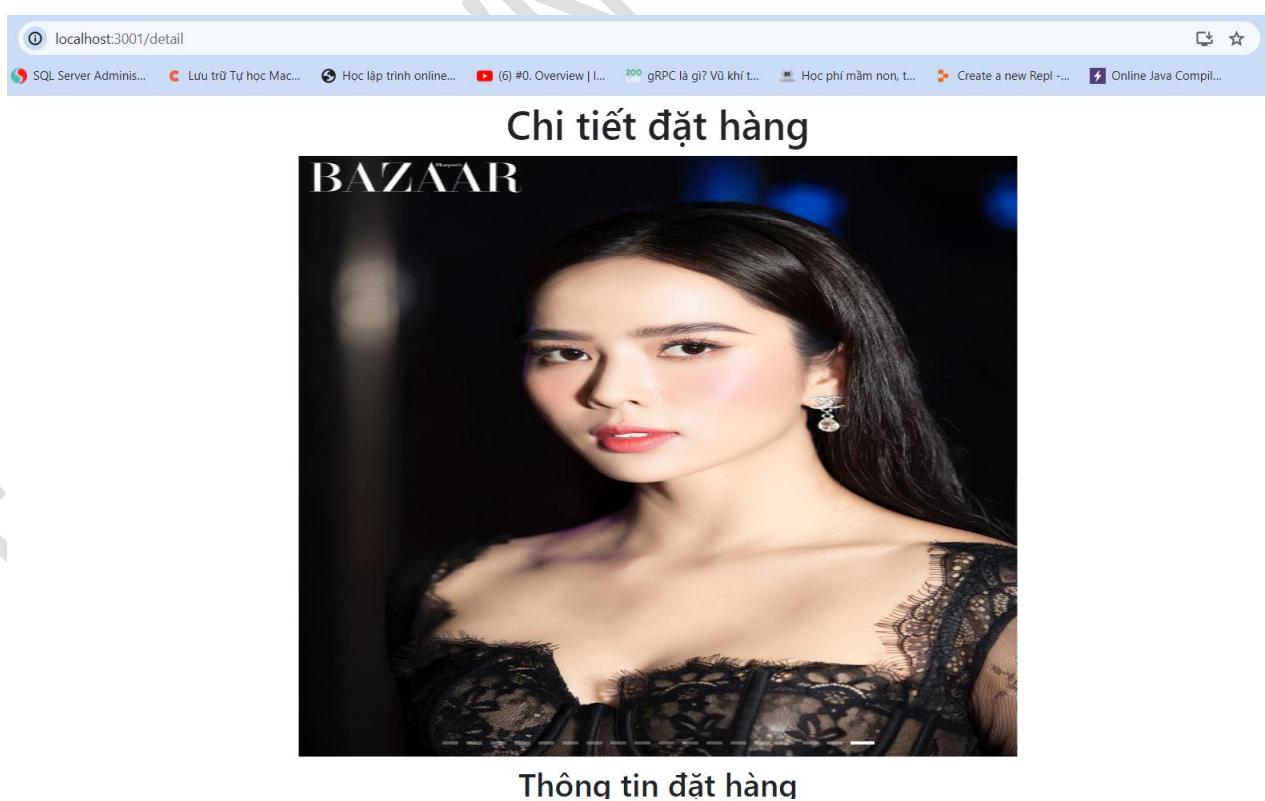 localhost:3001/detail
SQL Server Adminis... Lưu trữ Tự học Mac... Học lập trình online... (6) #0. Overview | I... 200 gRPC là gì? Vũ khí t... Học phí mầm non, t... Create a new Repl -... Online Java Compil...
Chi tiết đặt hàng
Harper's
BAZAAR
Thông tin đặt hàng